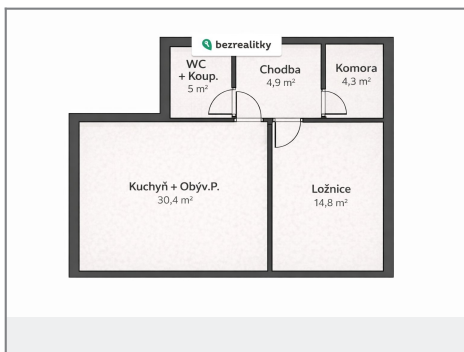 bezrealitky
WC
+ Koup.
5 m²
Chodba
4,9 m²
Komora
4,3 m²
Kuchyň + Obýv.P.
30,4 m²
Ložnice
14,8 m²